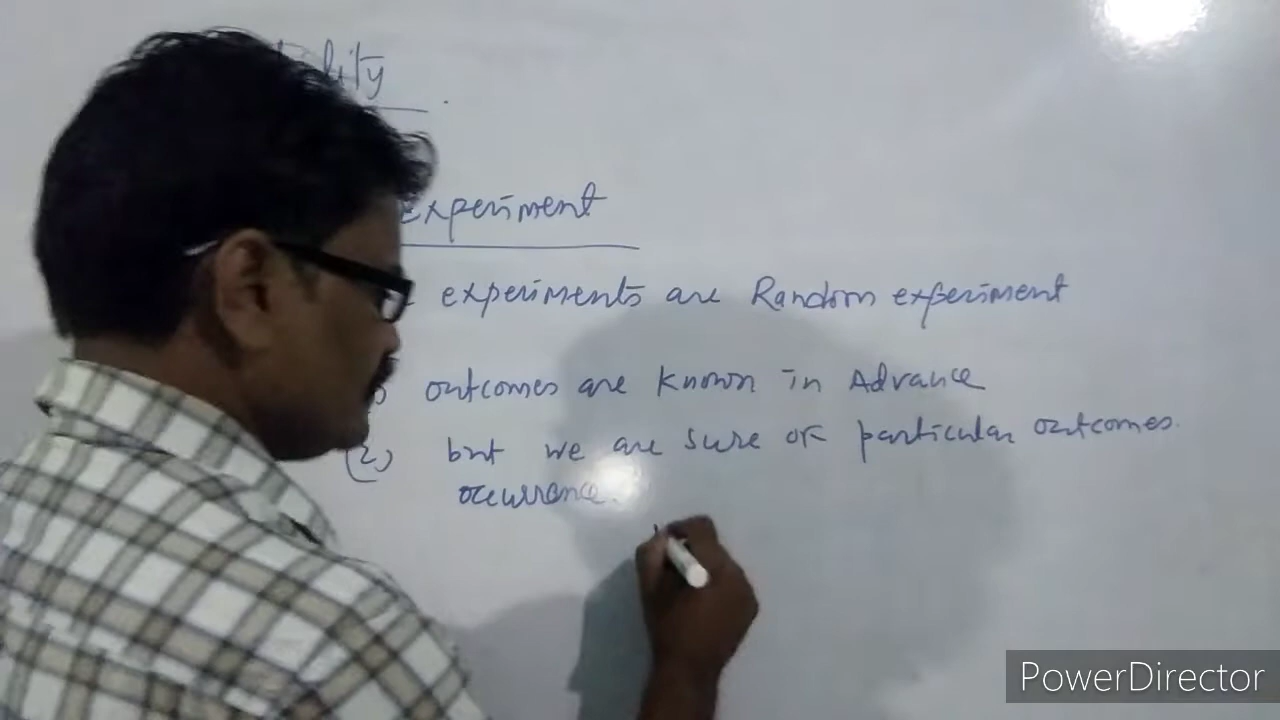 experiment
experiments are Random experiment
outcomes are known in Advance
(2) but we are sure of particular outcomes.
ocurrance.
PowerDirector